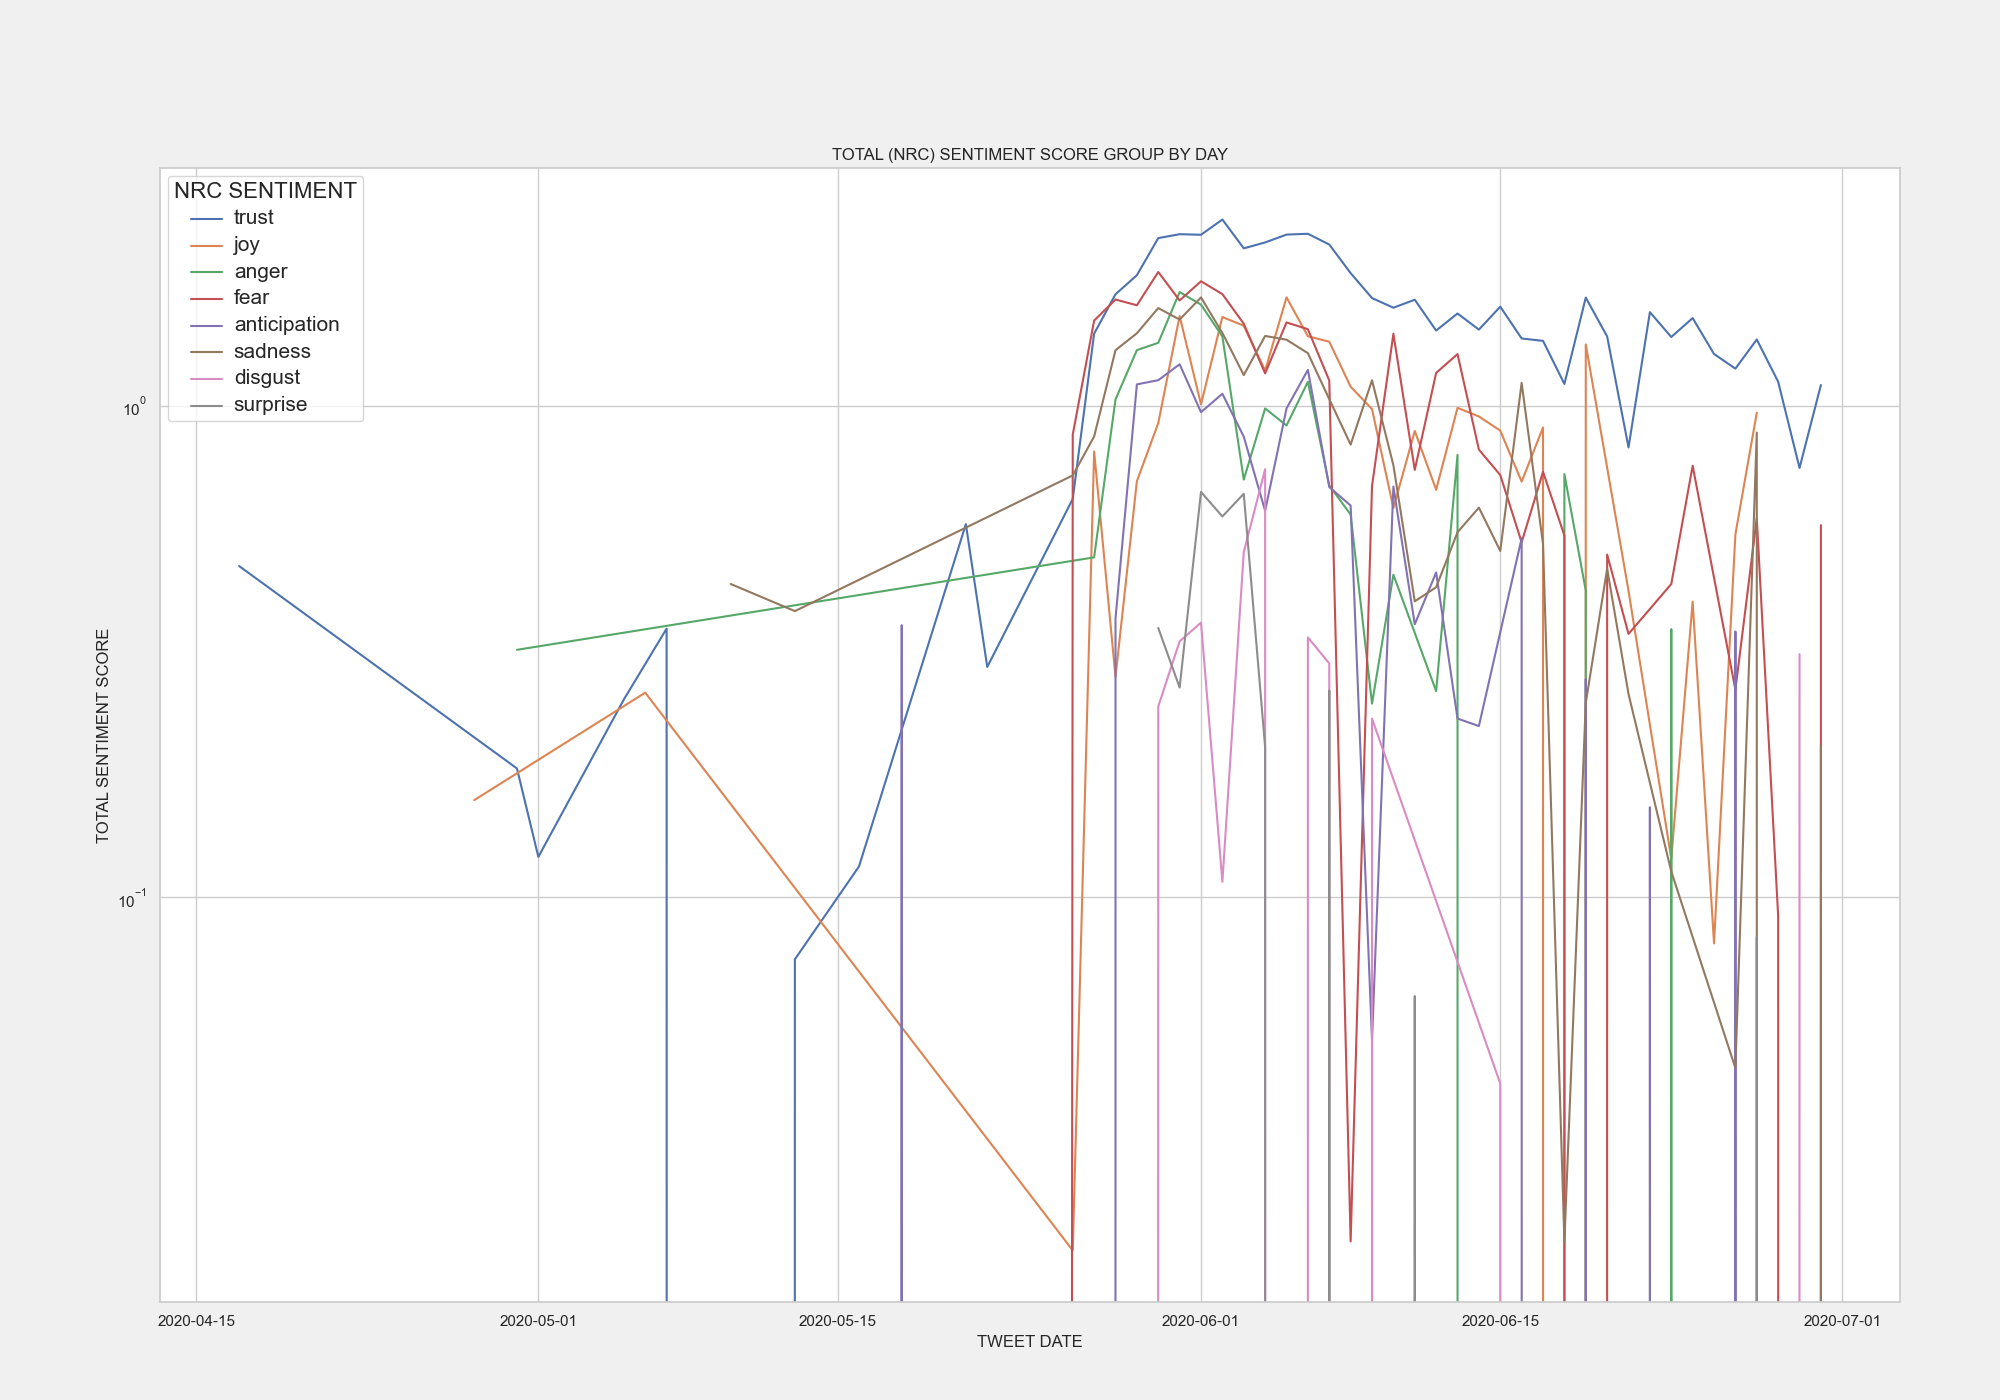 TOTAL (NRC) SENTIMENT SCORE GROUP BY DAY
NRC SENTIMENT
trust
joy
anger
fear
anticipation
sadness
disgust
surprise
TOTAL SENTIMENT SCORE
10⁰
10⁻¹
2020-04-15
2020-05-01
2020-05-15
2020-06-01
2020-06-15
2020-07-01
TWEET DATE